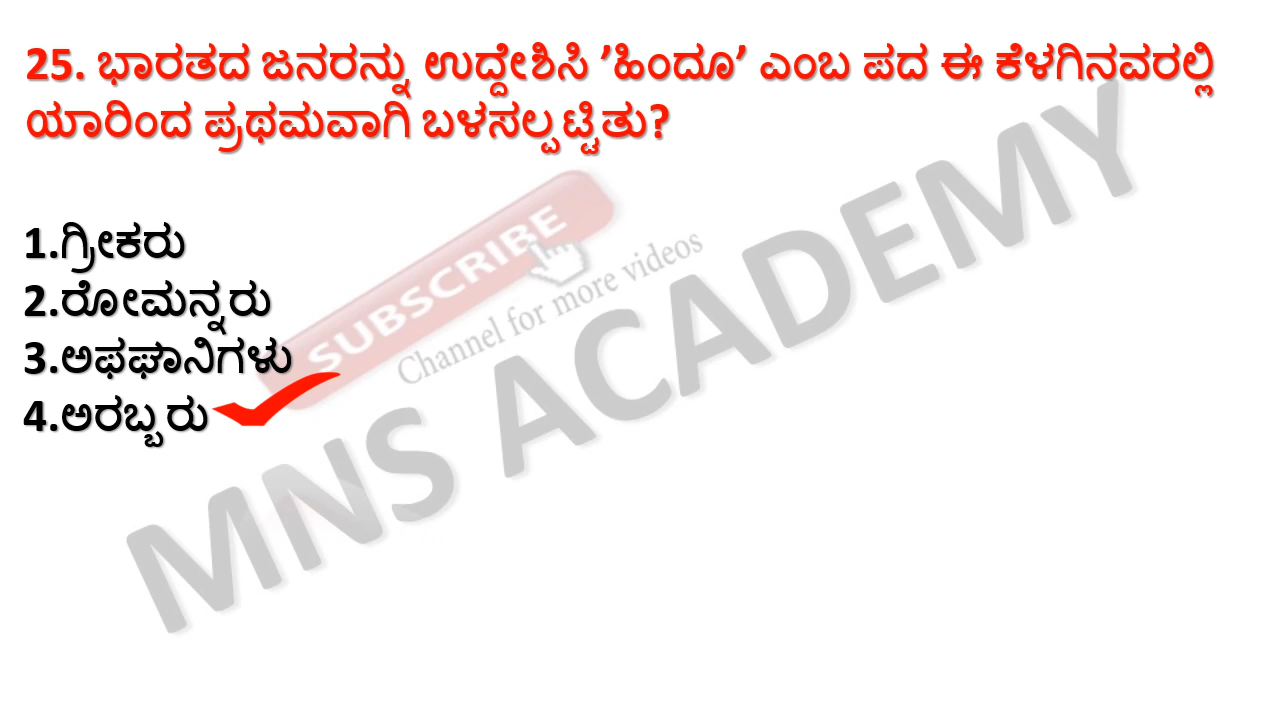 25. ಭಾರತದ ಜನರನ್ನು ಉದ್ದೇಶಿಸಿ ’ಹಿಂದೂ’ ಎಂಬ ಪದ ಈ ಕೆಳಗಿನವರಲ್ಲಿ
ಯಾರಿಂದ ಪ್ರಥಮವಾಗಿ ಬಳಸಲ್ಪಟ್ಟಿತು?
1.ಗ್ರೀಕರು
2.ರೋಮನ್ನರು
3.ಅಫಘಾನಿಗಳು
4.ಅರಬ್ಬರು
SUBSCRIBE
Channel for more videos
MNS ACADEMY